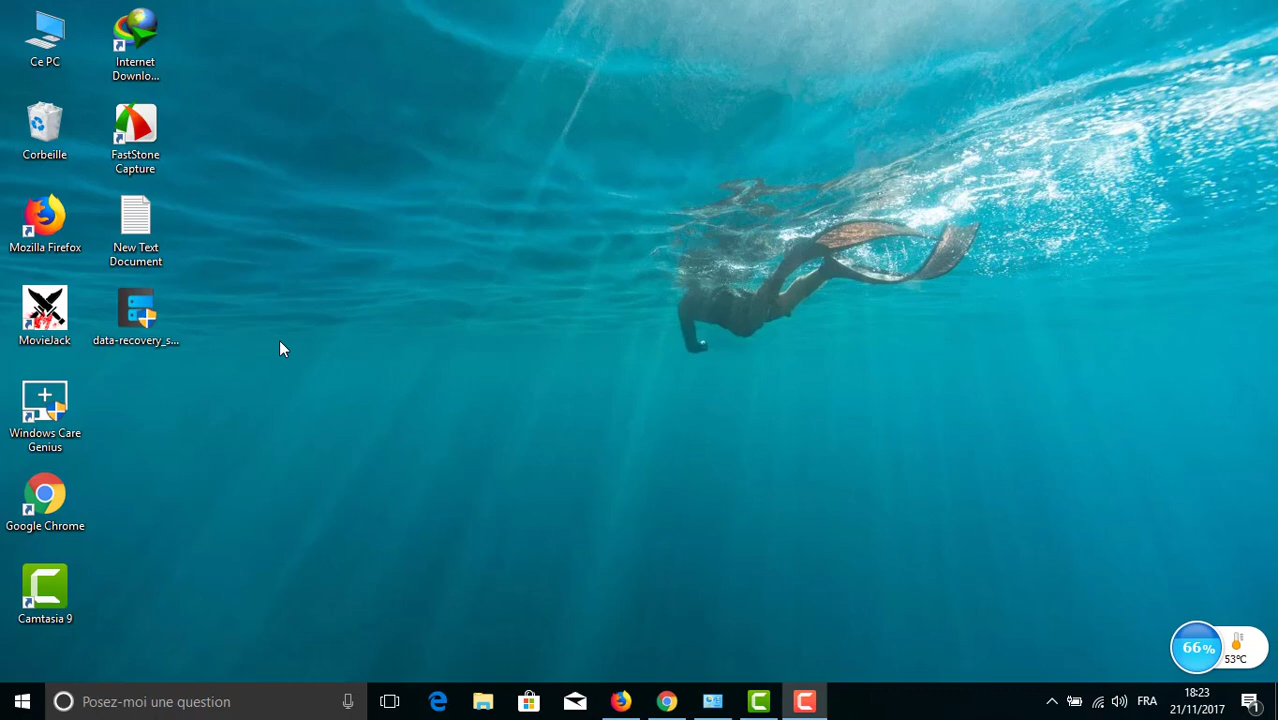 Ce PC
Internet
Downlo...
Corbeille
FastStone
Capture
Mozilla Firefox
New Text
Document
MovieJack
data-recovery_s...
Windows Care
Genius
Google Chrome
Camtasia 9
66%
53°C
Posez-moi une question
FRA
18:23
21/11/2017
1